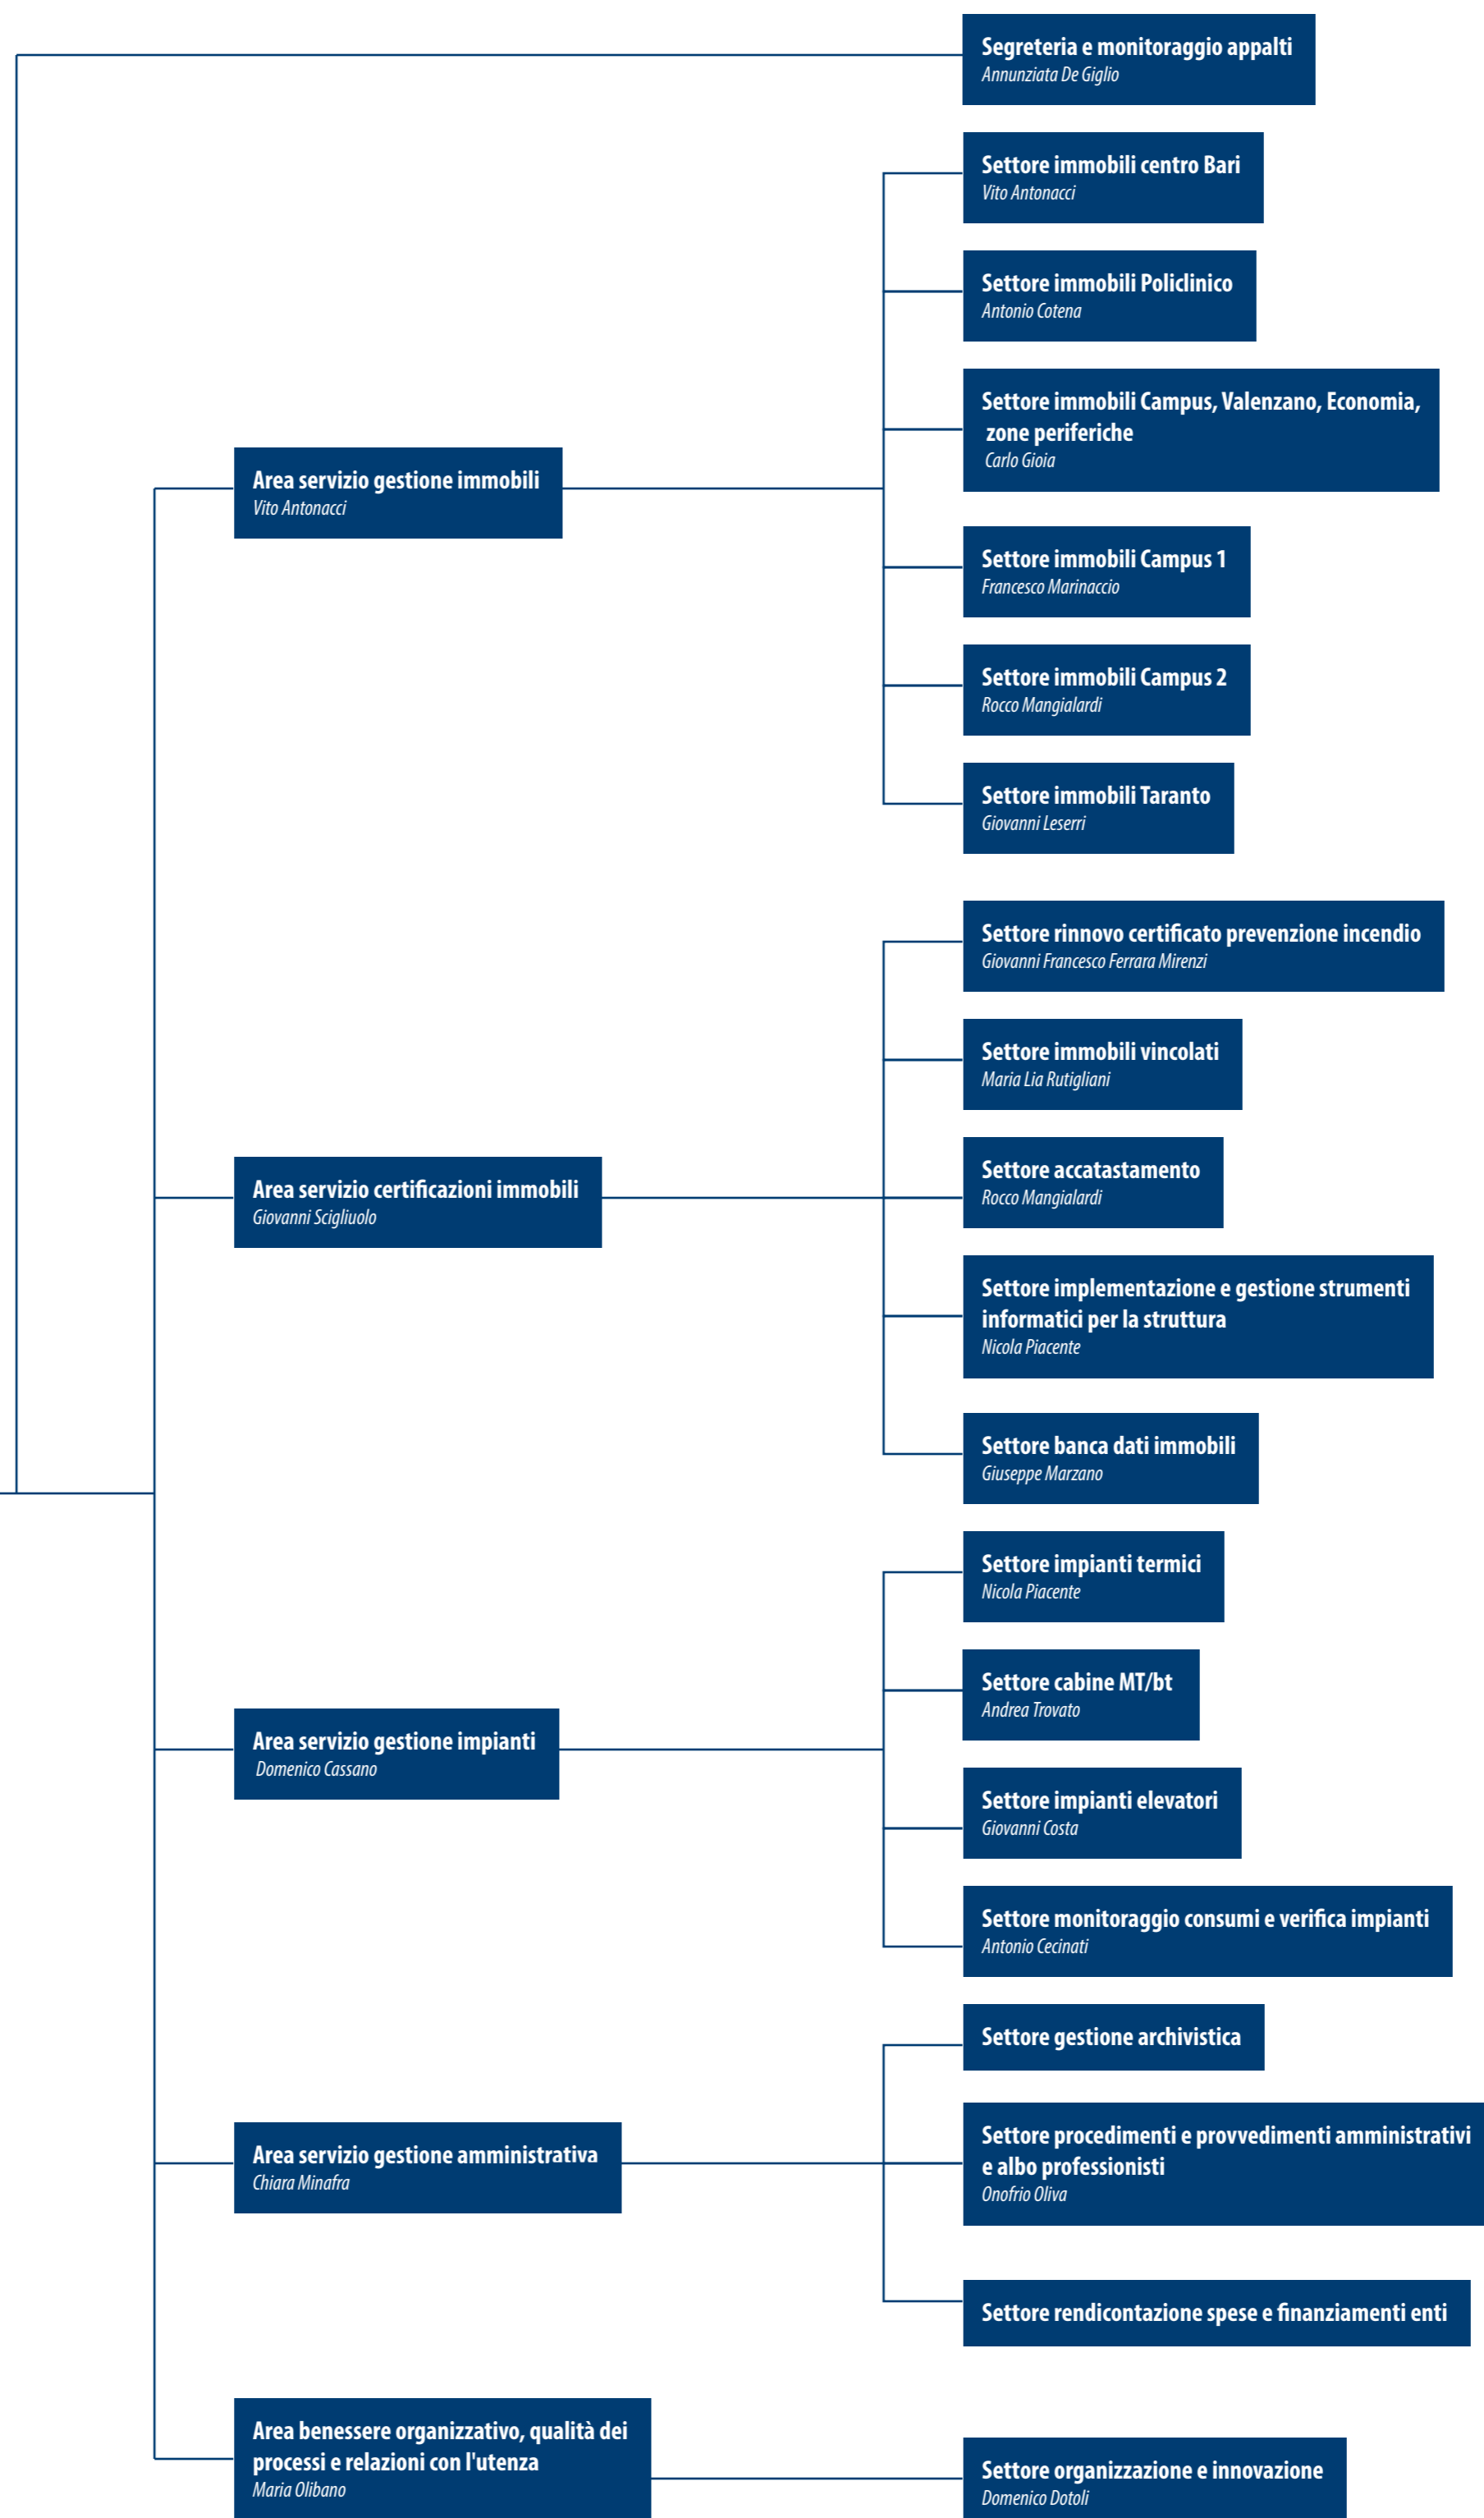 Segreteria e monitoraggio appalti
Annunziata De Giglio
Area servizio gestione immobili
Vito Antonacci
Settore immobili centro Bari
Vito Antonacci
Settore immobili Policlinico
Antonio Cotena
Settore immobili Campus, Valenzano, Economia,
zone periferiche
Carlo Gioia
Settore immobili Campus 1
Francesco Marinaccio
Settore immobili Campus 2
Rocco Mangialardi
Settore immobili Taranto
Giovanni Leserri
Area servizio certificazioni immobili
Giovanni Scigliuolo
Settore rinnovo certificato prevenzione incendio
Giovanni Francesco Ferrara Mirenzi
Settore immobili vincolati
Maria Lia Rutigliani
Settore accatastamento
Rocco Mangialardi
Settore implementazione e gestione strumenti
informatici per la struttura
Nicola Piacente
Settore banca dati immobili
Giuseppe Marzano
Area servizio gestione impianti
Domenico Cassano
Settore impianti termici
Nicola Piacente
Settore cabine MT/bt
Andrea Trovato
Settore impianti elevatori
Giovanni Costa
Settore monitoraggio consumi e verifica impianti
Antonio Cecinati
Area servizio gestione amministrativa
Chiara Minafra
Settore gestione archivistica
Settore procedimenti e provvedimenti amministrativi
e albo professionisti
Onofrio Oliva
Settore rendicontazione spese e finanziamenti enti
Area benessere organizzativo, qualità dei
processi e relazioni con l'utenza
Maria Olibano
Settore organizzazione e innovazione
Domenico Dotoli